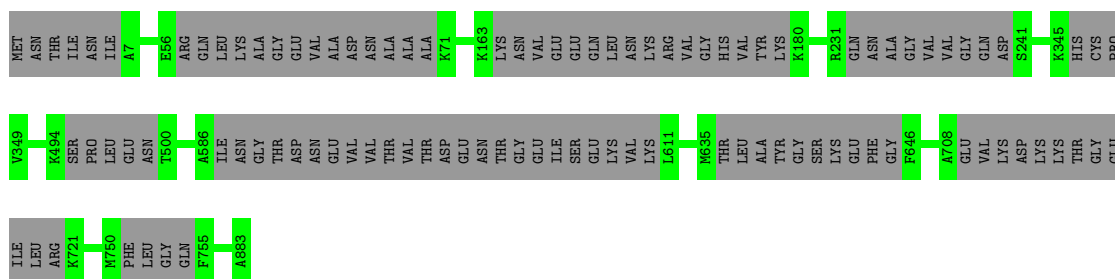 MET ASN THR ILE ASN ILE A7 E56 ARG GLN LEU LYS ALA GLY GLU VAL ALA ASP ASN ALA ALA ALA K71 K163 LYS ASN VAL GLU GLU GLN LEU ASN LYS ARG VAL GLY HIS VAL TYR LYS K180 R231 GLN ASN ALA GLY VAL VAL GLY GLN ASP S241 K345 HIS CYS PRO
V349 K494 SER PRO LEU GLU ASN T500 A586 ILE ASN GLY THR ASP ASN GLU VAL VAL THR VAL THR ASP GLU ASN THR GLY GLU ILE SER GLU LYS VAL LYS L611 M635 THR LEU ALA TYR GLY SER LYS GLU PHE GLY F646 A708 GLU VAL LYS ASP LYS LYS THR GLY GLU
ILE LEU ARG K721 M750 PHE LEU GLY GLN F755 A883